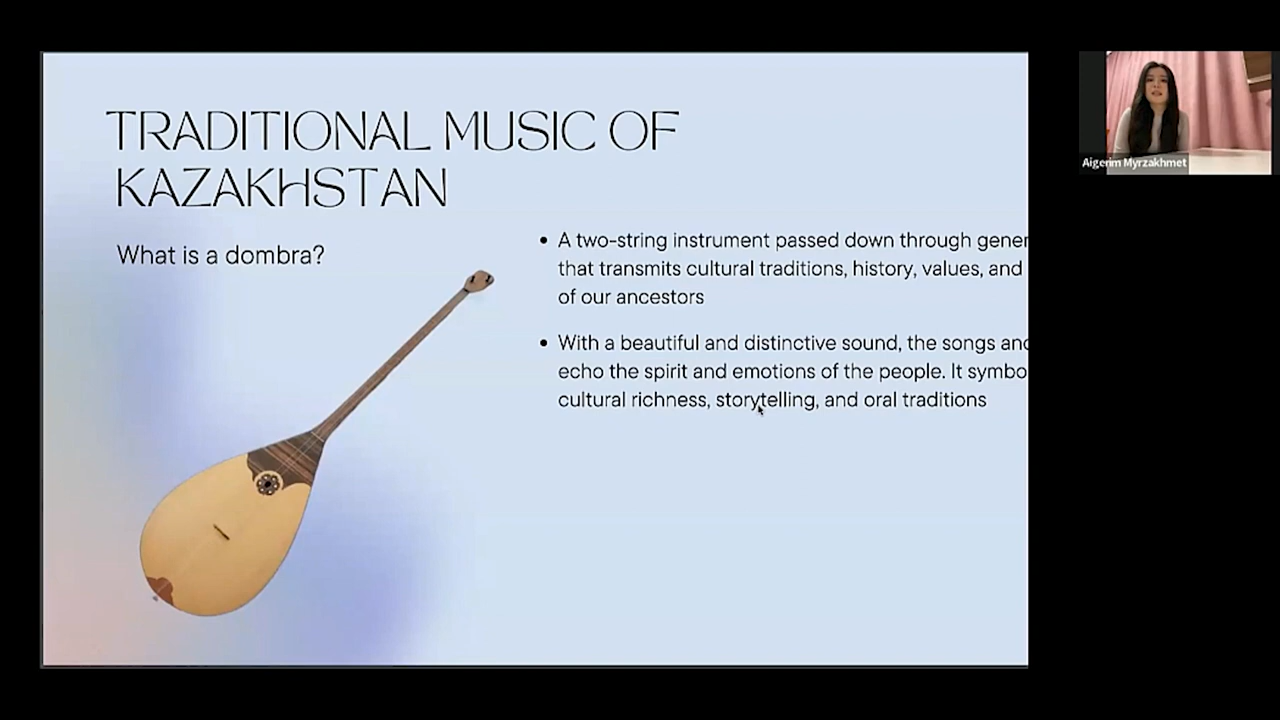 TRADITIONAL MUSIC OF
KAZAKHSTAN
What is a dombra?
A two-string instrument passed down through gener
that transmits cultural traditions, history, values, and
of our ancestors
With a beautiful and distinctive sound, the songs and
echo the spirit and emotions of the people. It symbo
cultural richness, storytelling, and oral traditions
Aigerim Myrzakhmet